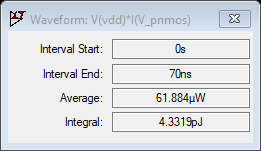 Waveform: V(vdd)*I(V_pnmos)
Interval Start: 0s
Interval End: 70ns
Average: 61.884µW
Integral: 4.3319pJ